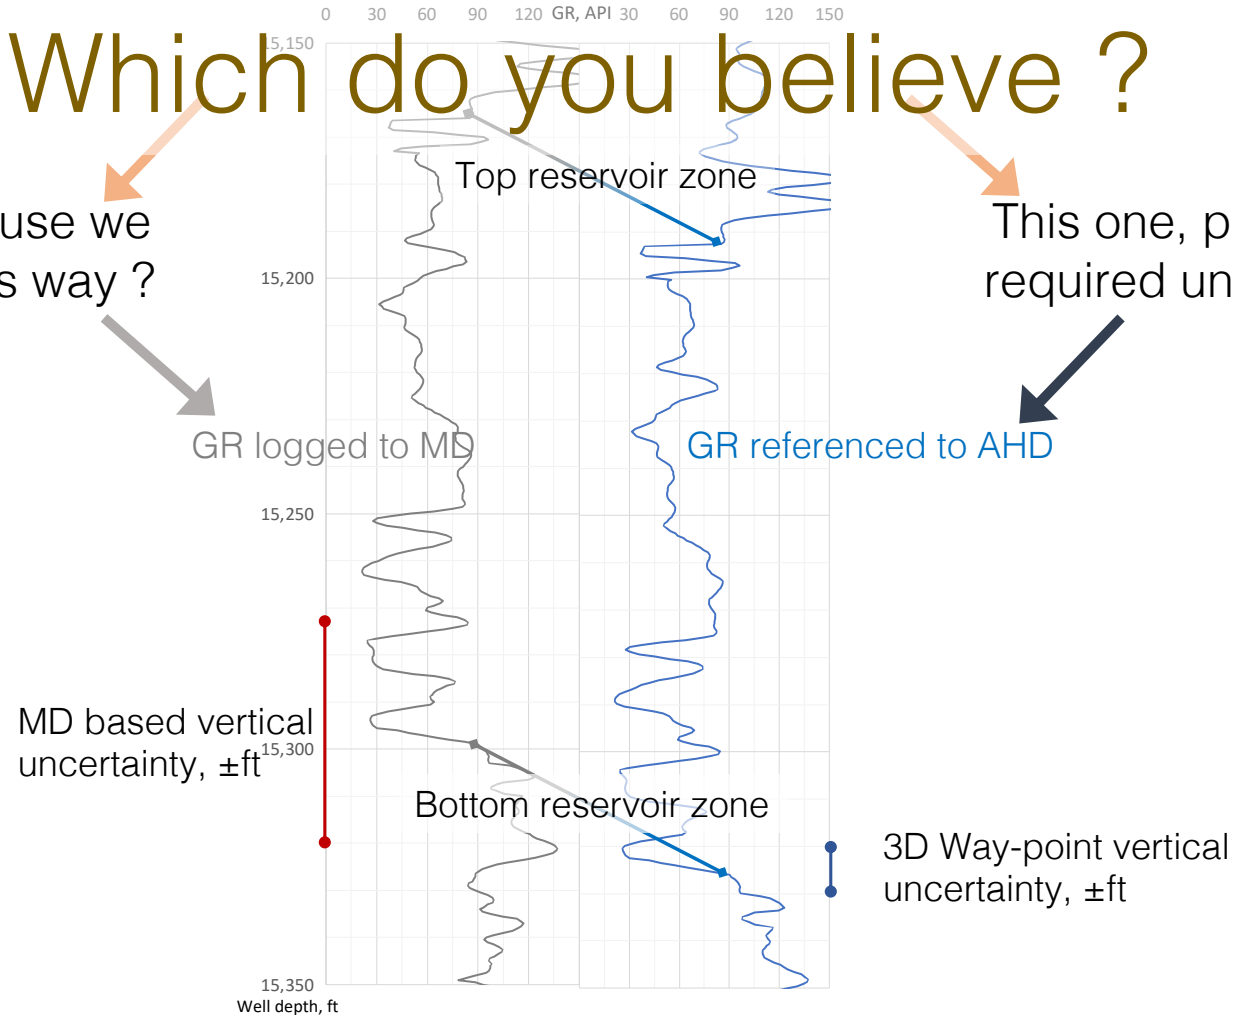 0 30 60 90 120 GR, API 30 60 90 120 150
Which do you believe ?
15,150
Top reservoir zone
use we
s way ?
This one, p
required un
15,200
GR logged to MD
GR referenced to AHD
15,250
MD based vertical
uncertainty, ±ft
15,300
Bottom reservoir zone
3D Way-point vertical
uncertainty, ±ft
15,350
Well depth, ft